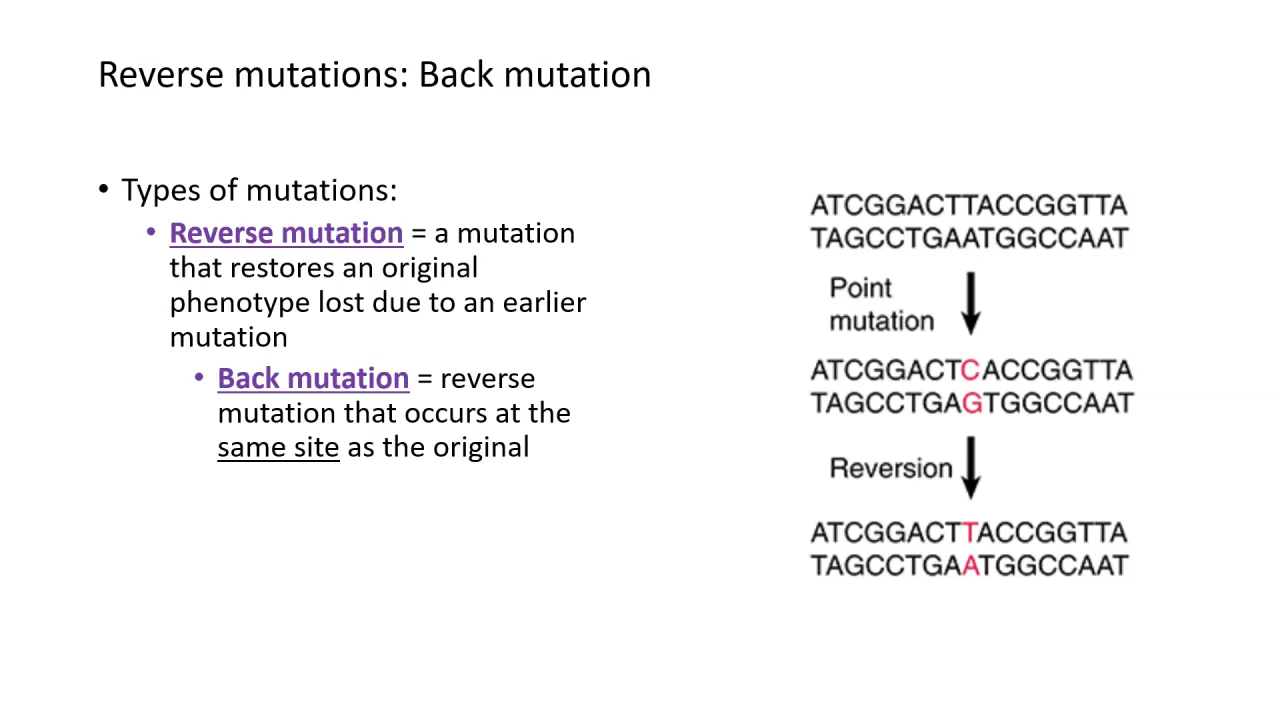 Reverse mutations: Back mutation
• Types of mutations:
• Reverse mutation = a mutation
that restores an original
phenotype lost due to an earlier
mutation
• Back mutation = reverse
mutation that occurs at the
same site as the original
ATCGGACTTACCGGTTA
TAGCCTGAATGGCCAAT
Point
mutation
ATCGGACTCACCGGTTA
TAGCCTGAGTGGCCAAT
Reversion
ATCGGACTTACCGGTTA
TAGCCTGAATGGCCAAT